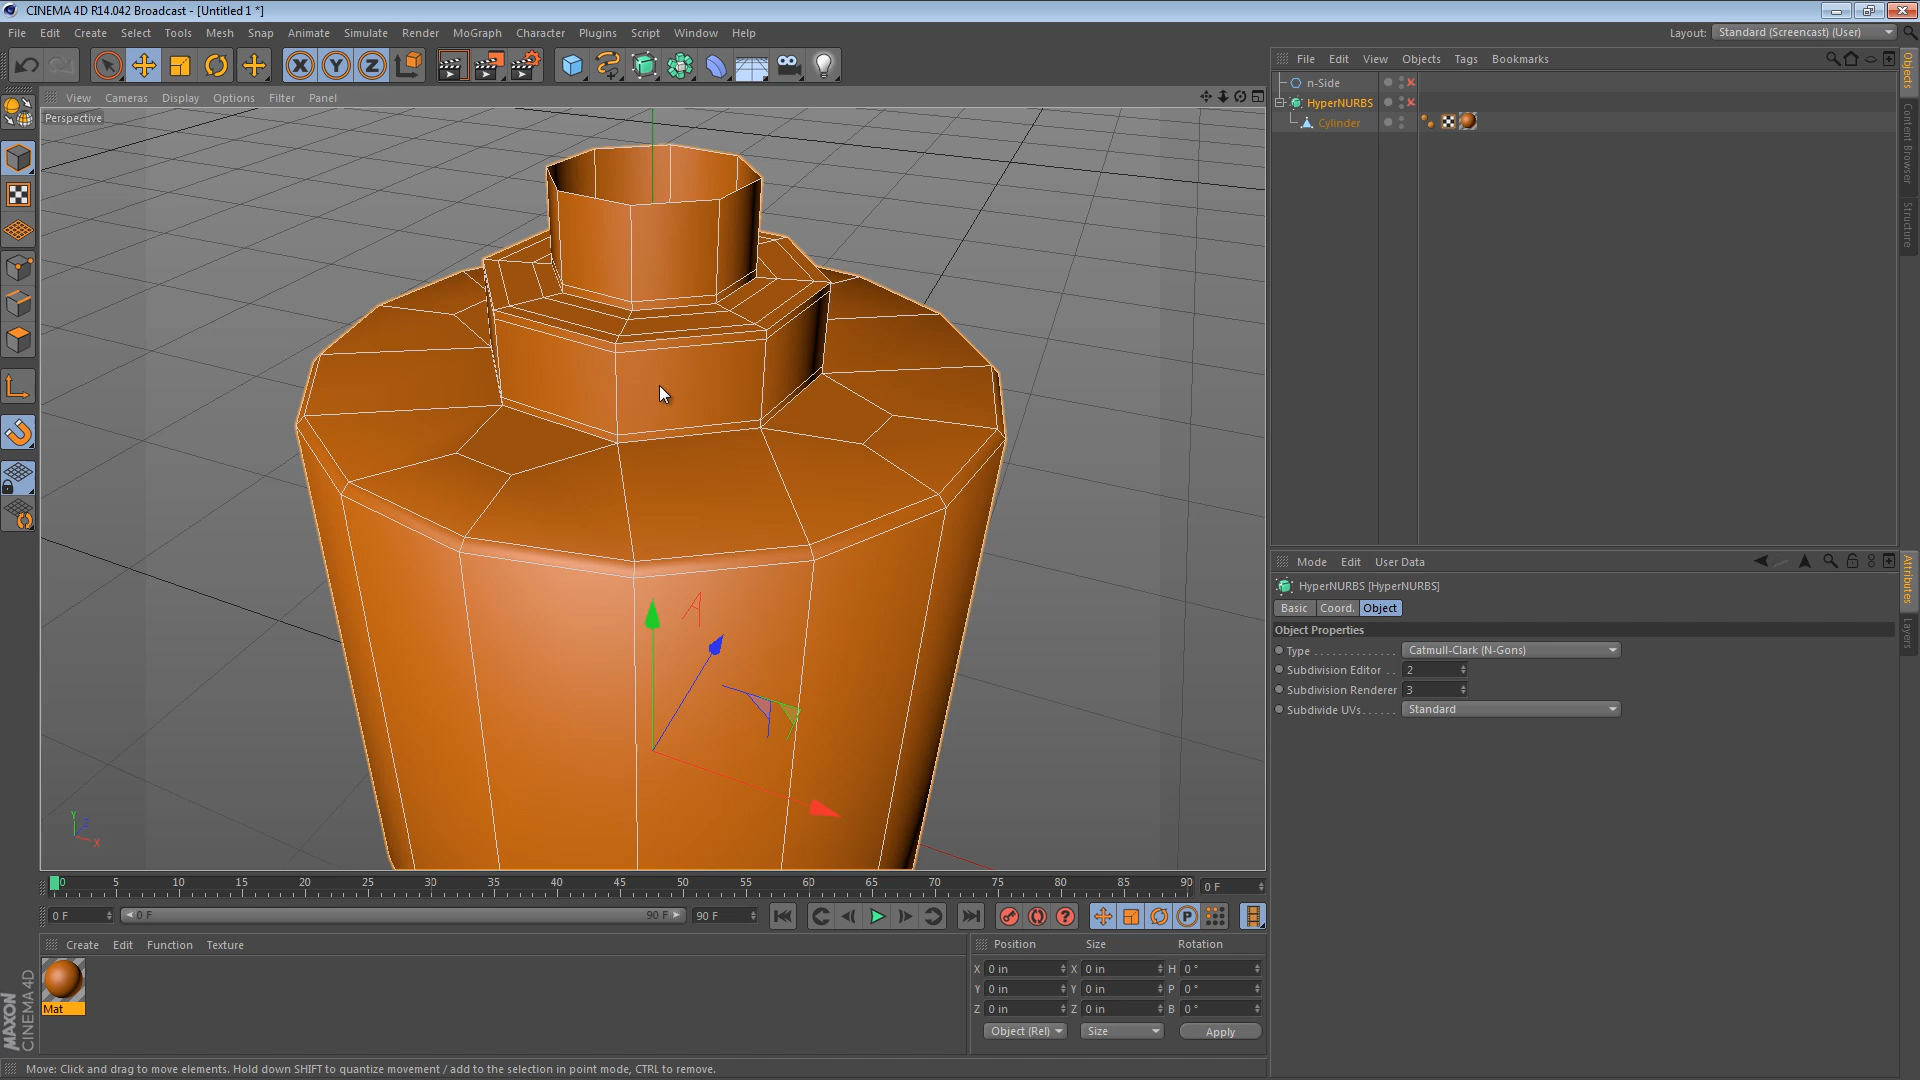 CINEMA 4D R14.042 Broadcast - [Untitled 1 *]
File Edit Create Select Tools Mesh Snap Animate Simulate Render MoGraph Character Plugins Script Window Help
Layout: Standard (Screencast) (User)
View Cameras Display Options Filter Panel
Perspective
File Edit View Objects Tags Bookmarks
n-Side
HyperNURBS
Cylinder
Objects
Content Browser
Structure
Mode Edit User Data
HyperNURBS [HyperNURBS]
Basic Coord. Object
Object Properties
Type . . . . . . . . . . . . . . Catmull-Clark (N-Gons)
Subdivision Editor . . 2
Subdivision Renderer 3
Subdivide UVs . . . . . . Standard
Attributes
Layers
Y Z X
0 5 10 15 20 25 30 35 40 45 50 55 60 65 70 75 80 85 90 0 F
0 F 0 F 90 F 90 F
Create Edit Function Texture
Mat
Position Size Rotation
X 0 in X 0 in H 0 °
Y 0 in Y 0 in P 0 °
Z 0 in Z 0 in B 0 °
Object (Rel) Size Apply
MAXON CINEMA 4D
Move: Click and drag to move elements. Hold down SHIFT to quantize movement / add to the selection in point mode, CTRL to remove.